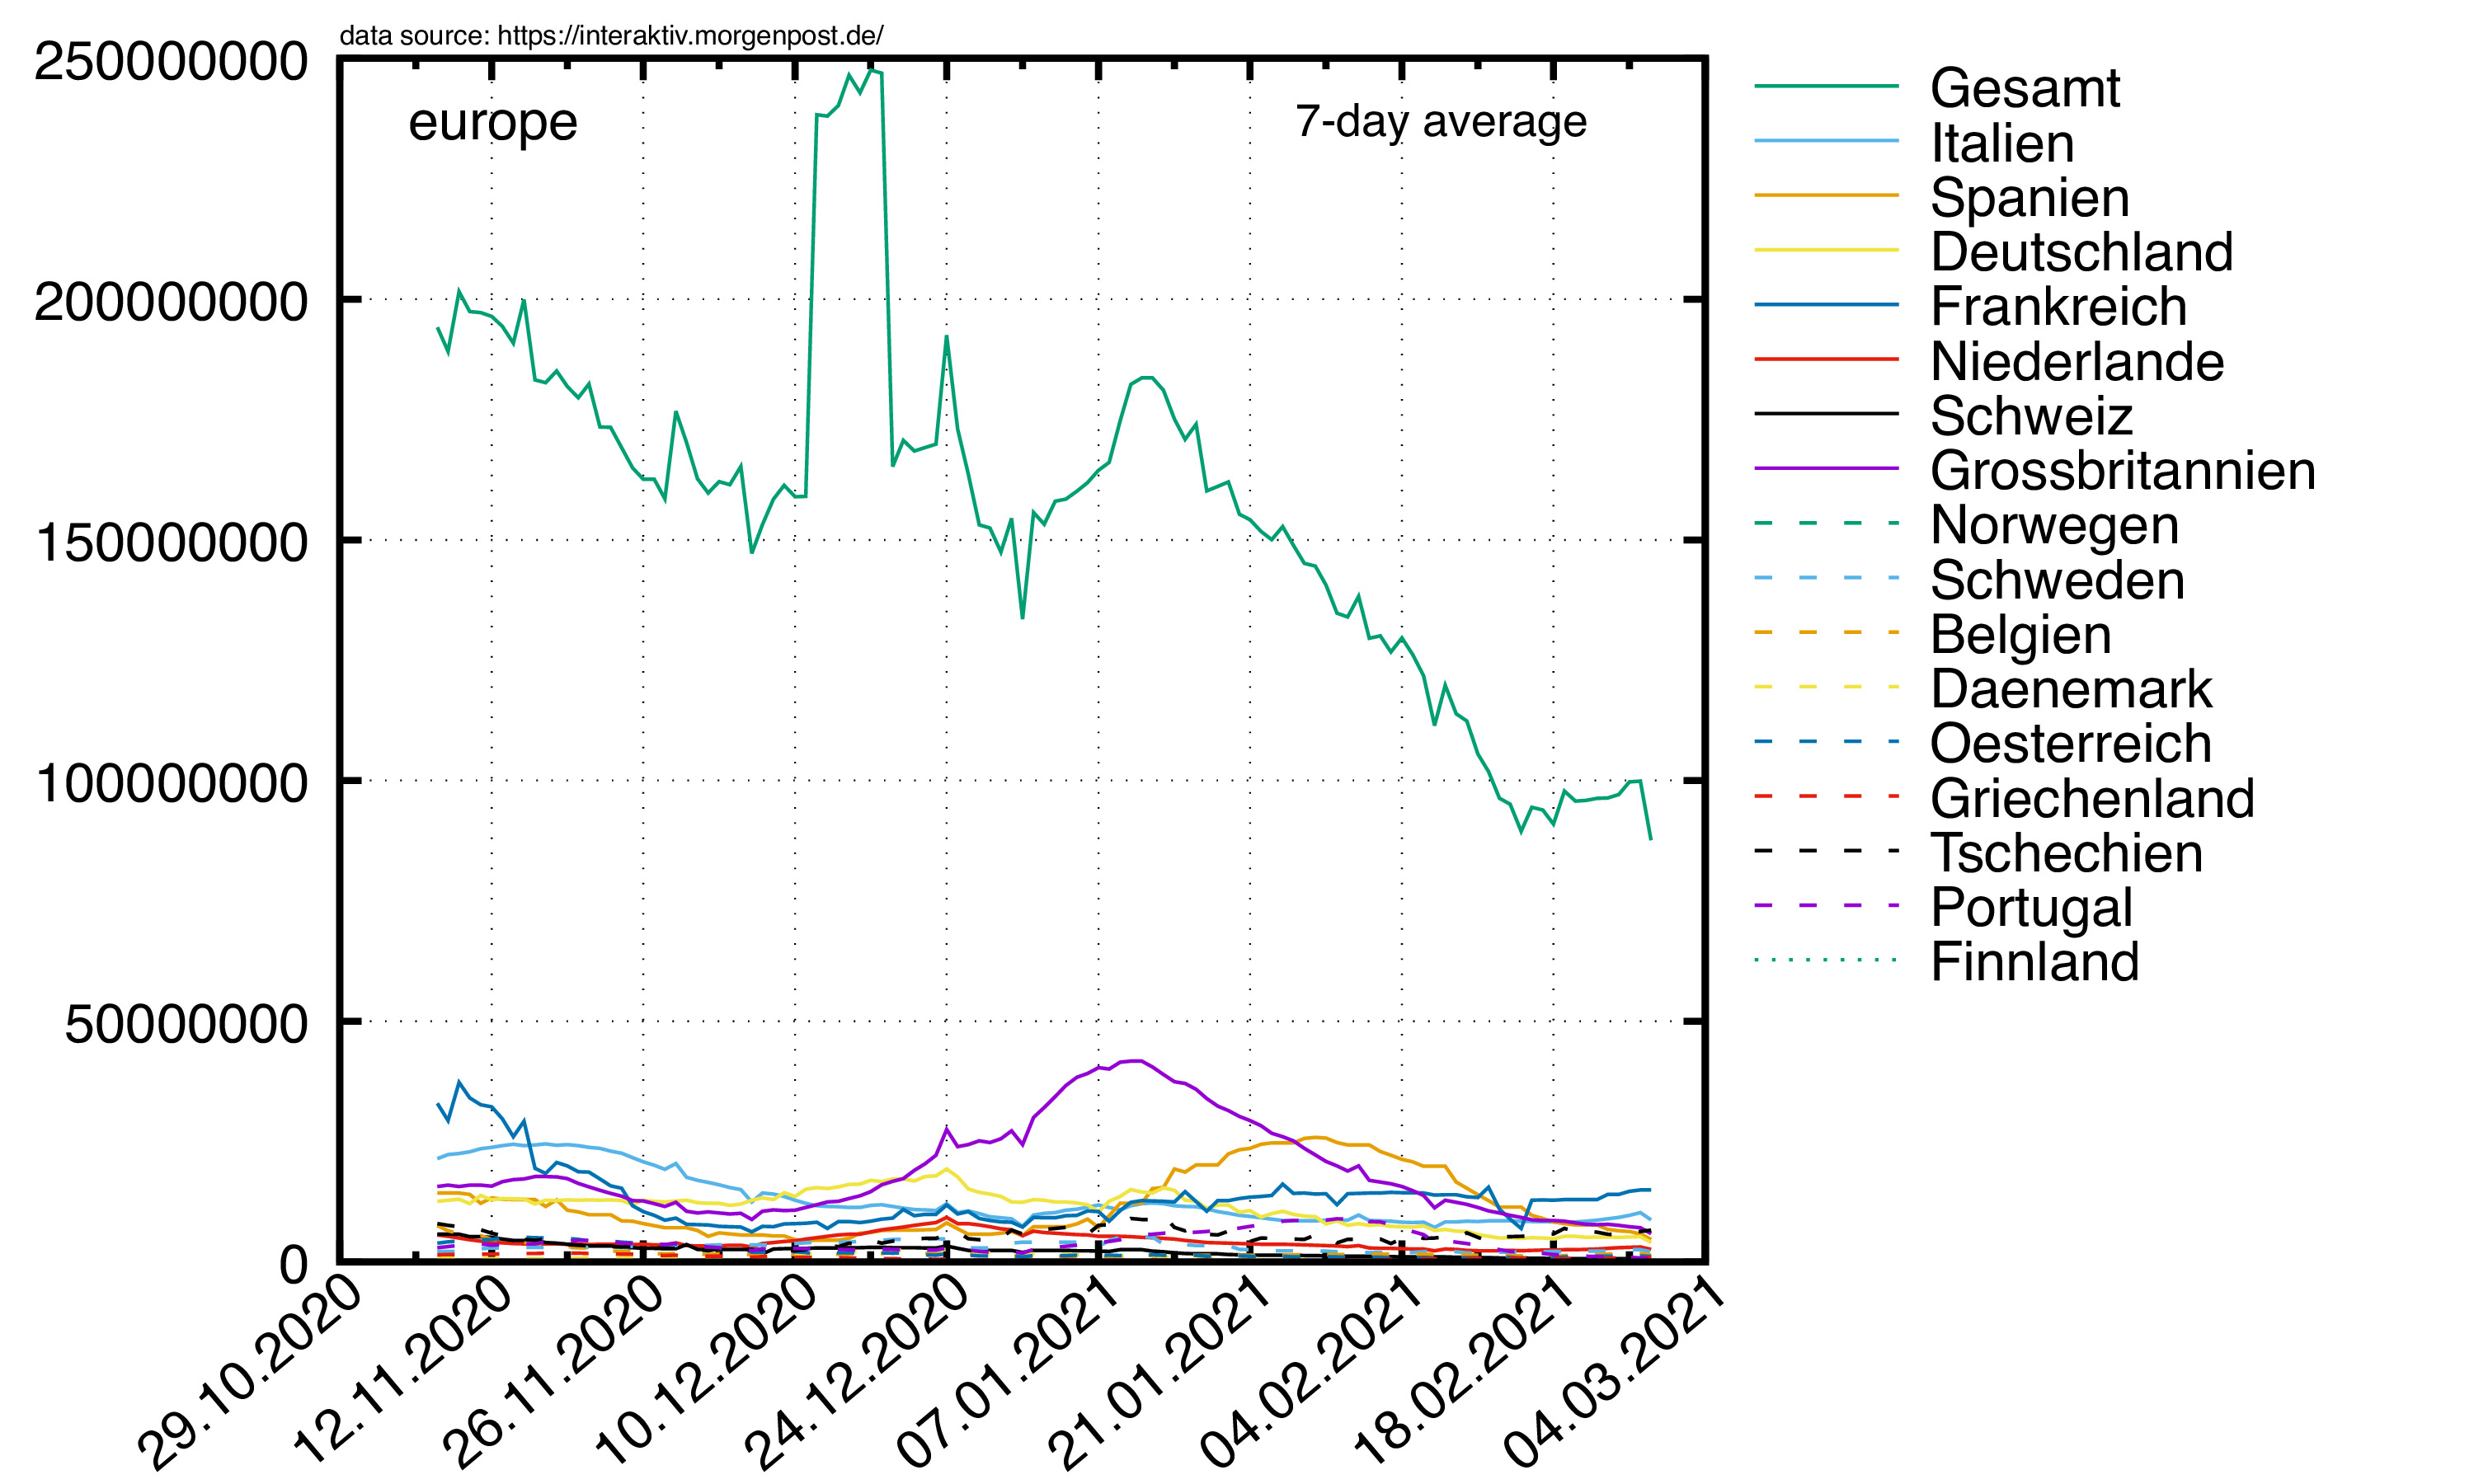 data source: https://interaktiv.morgenpost.de/
europe
7-day average
250000000
200000000
150000000
100000000
50000000
0
29.10.2020
12.11.2020
26.11.2020
10.12.2020
24.12.2020
07.01.2021
21.01.2021
04.02.2021
18.02.2021
04.03.2021
Gesamt
Italien
Spanien
Deutschland
Frankreich
Niederlande
Schweiz
Grossbritannien
Norwegen
Schweden
Belgien
Daenemark
Oesterreich
Griechenland
Tschechien
Portugal
Finnland